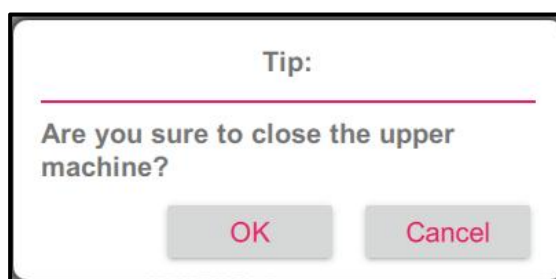 Tip:
Are you sure to close the upper
machine?
OK
Cancel